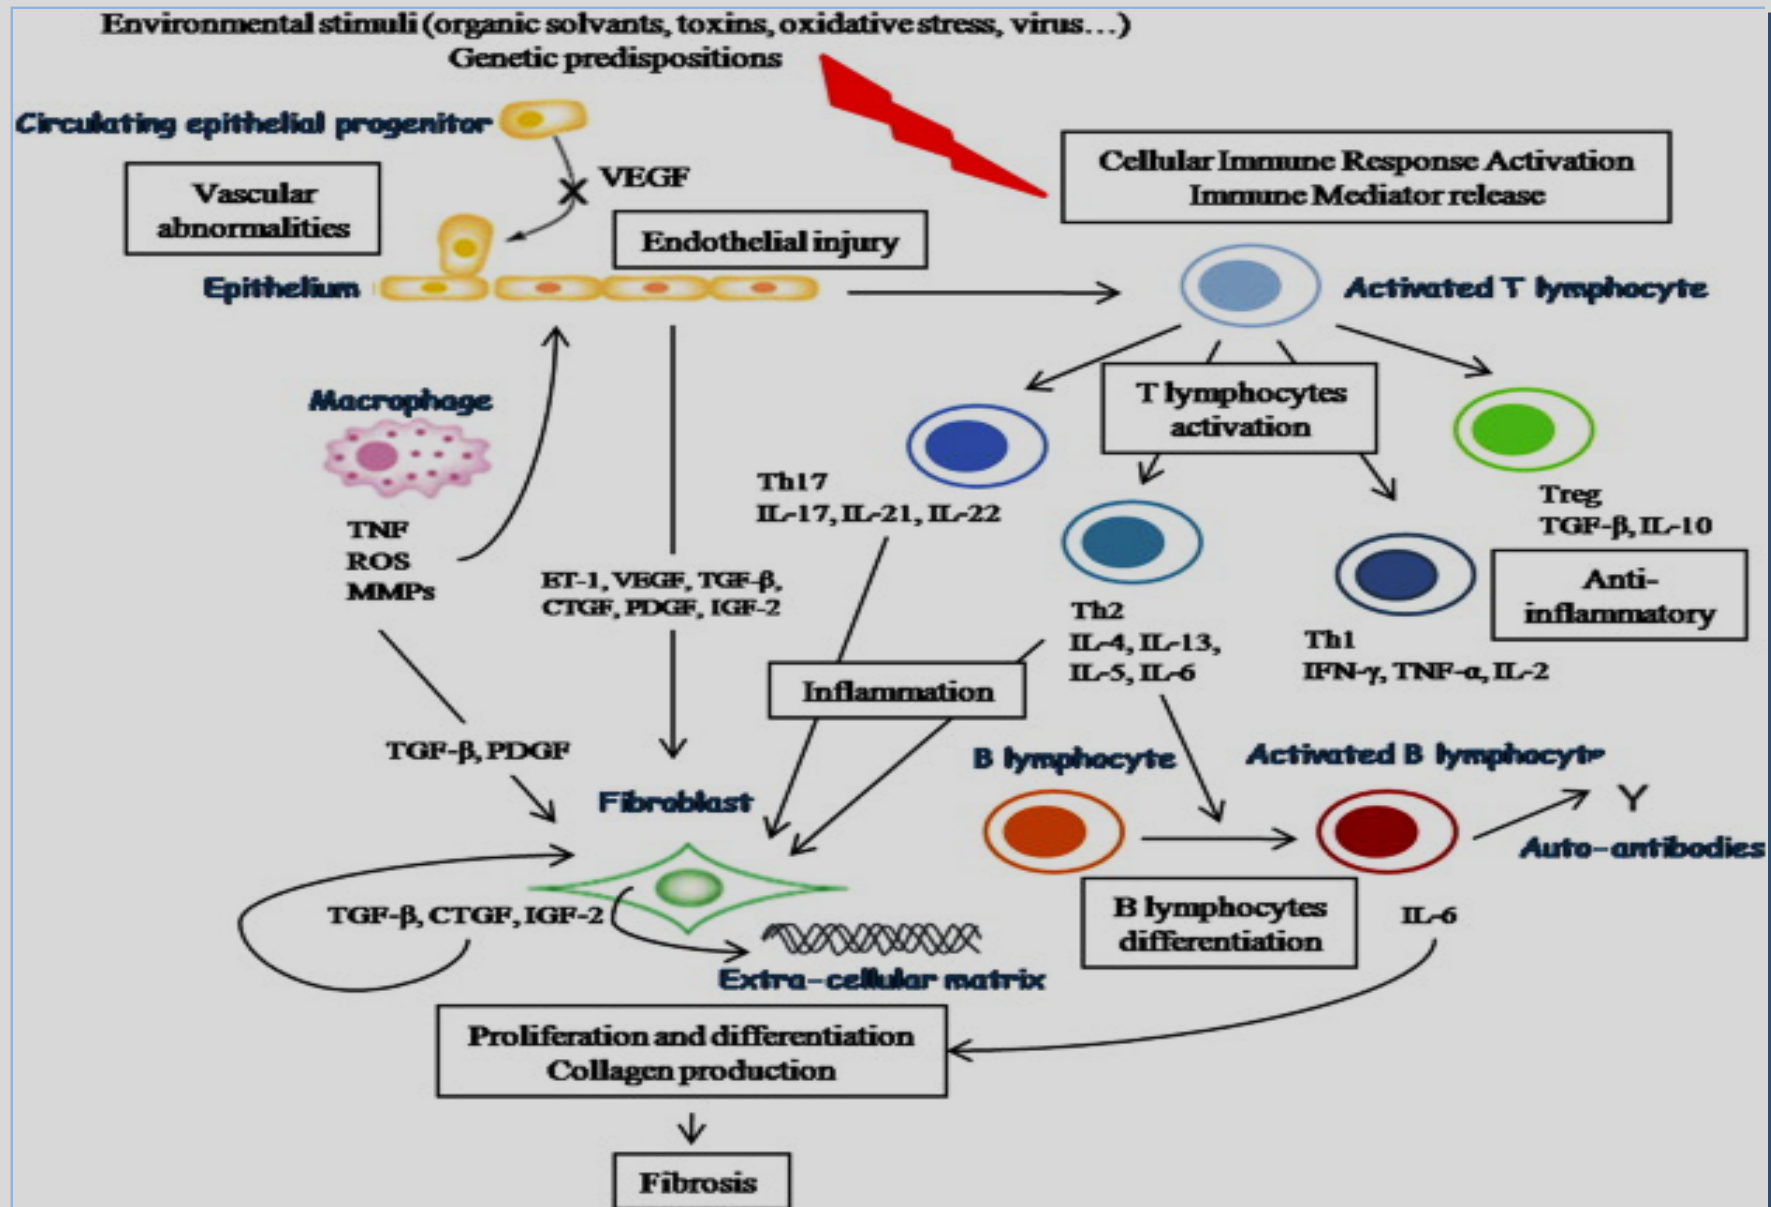 Environmental stimuli (organic solvants, toxins, oxidative stress, virus…)
Genetic predispositions
Circulating epithelial progenitor
VEGF
Vascular
abnormalities
Endothelial injury
Cellular Immune Response Activation
Immune Mediator release
Epithelium
Activated T lymphocyte
T lymphocytes
activation
Macrophage
TNF
ROS
MMPs
ET-1, VEGF, TGF-β,
CTGF, PDGF, IGF-2
Th17
IL-17, IL-21, IL-22
Th2
IL-4, IL-13,
IL-5, IL-6
Th1
IFN-γ, TNF-α, IL-2
Treg
TGF-β, IL-10
Anti-
inflammatory
Inflammation
TGF-β, PDGF
Fibroblast
B lymphocyte
Activated B lymphocyte
Y
Auto-antibodies
TGF-β, CTGF, IGF-2
Extra-cellular matrix
B lymphocytes
differentiation
IL-6
Proliferation and differentiation
Collagen production
Fibrosis